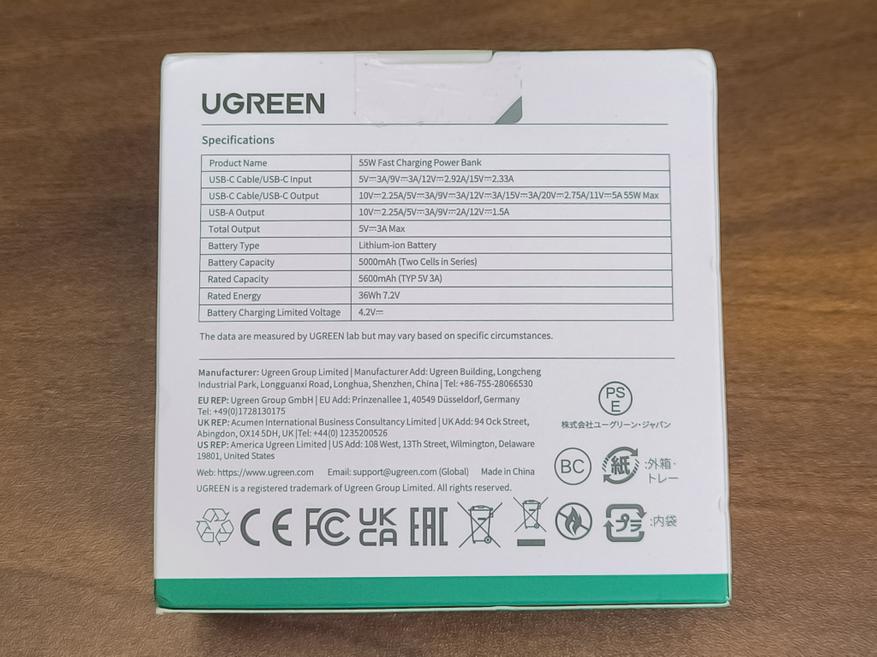 UGREEN
Specifications
Product Name 55W Fast Charging Power Bank
USB-C Cable/USB-C Input 5V⎓3A/9V⎓3A/12V⎓2.92A/15V⎓2.33A
USB-C Cable/USB-C Output 10V⎓2.25A/5V⎓3A/9V⎓3A/12V⎓3A/15V⎓3A/20V⎓2.75A/11V⎓5A 55W Max
USB-A Output 10V⎓2.25A/5V⎓3A/9V⎓2A/12V⎓1.5A
Total Output 5V⎓3A Max
Battery Type Lithium-ion Battery
Battery Capacity 5000mAh (Two Cells in Series)
Rated Capacity 5600mAh (TYP 5V 3A)
Rated Energy 36Wh 7.2V
Battery Charging Limited Voltage 4.2V⎓
The data are measured by UGREEN lab but may vary based on specific circumstances.
Manufacturer: Ugreen Group Limited | Manufacturer Add: Ugreen Building, Longcheng
Industrial Park, Longguanxi Road, Longhua, Shenzhen, China | Tel: +86-755-28066530
EU REP: Ugreen Group GmbH | EU Add: Prinzenallee 1, 40549 Düsseldorf, Germany
Tel: +49(0)1728130175
UK REP: Acumen International Business Consultancy Limited | UK Add: 94 Ock Street,
Abingdon, OX14 5DH, UK |Tel: +44(0) 1235200526
US REP: America Ugreen Limited | US Add: 108 West, 13Th Street, Wilmington, Delaware
19801, United States
Web: https://www.ugreen.com Email: support@ugreen.com (Global) Made in China
UGREEN is a registered trademark of Ugreen Group Limited. All rights reserved.
PS
E
株式会社ユーグリーン・ジャパン
BC
紙 :外箱・
トレー
CE FC UK
CA EAC
プラ :内袋